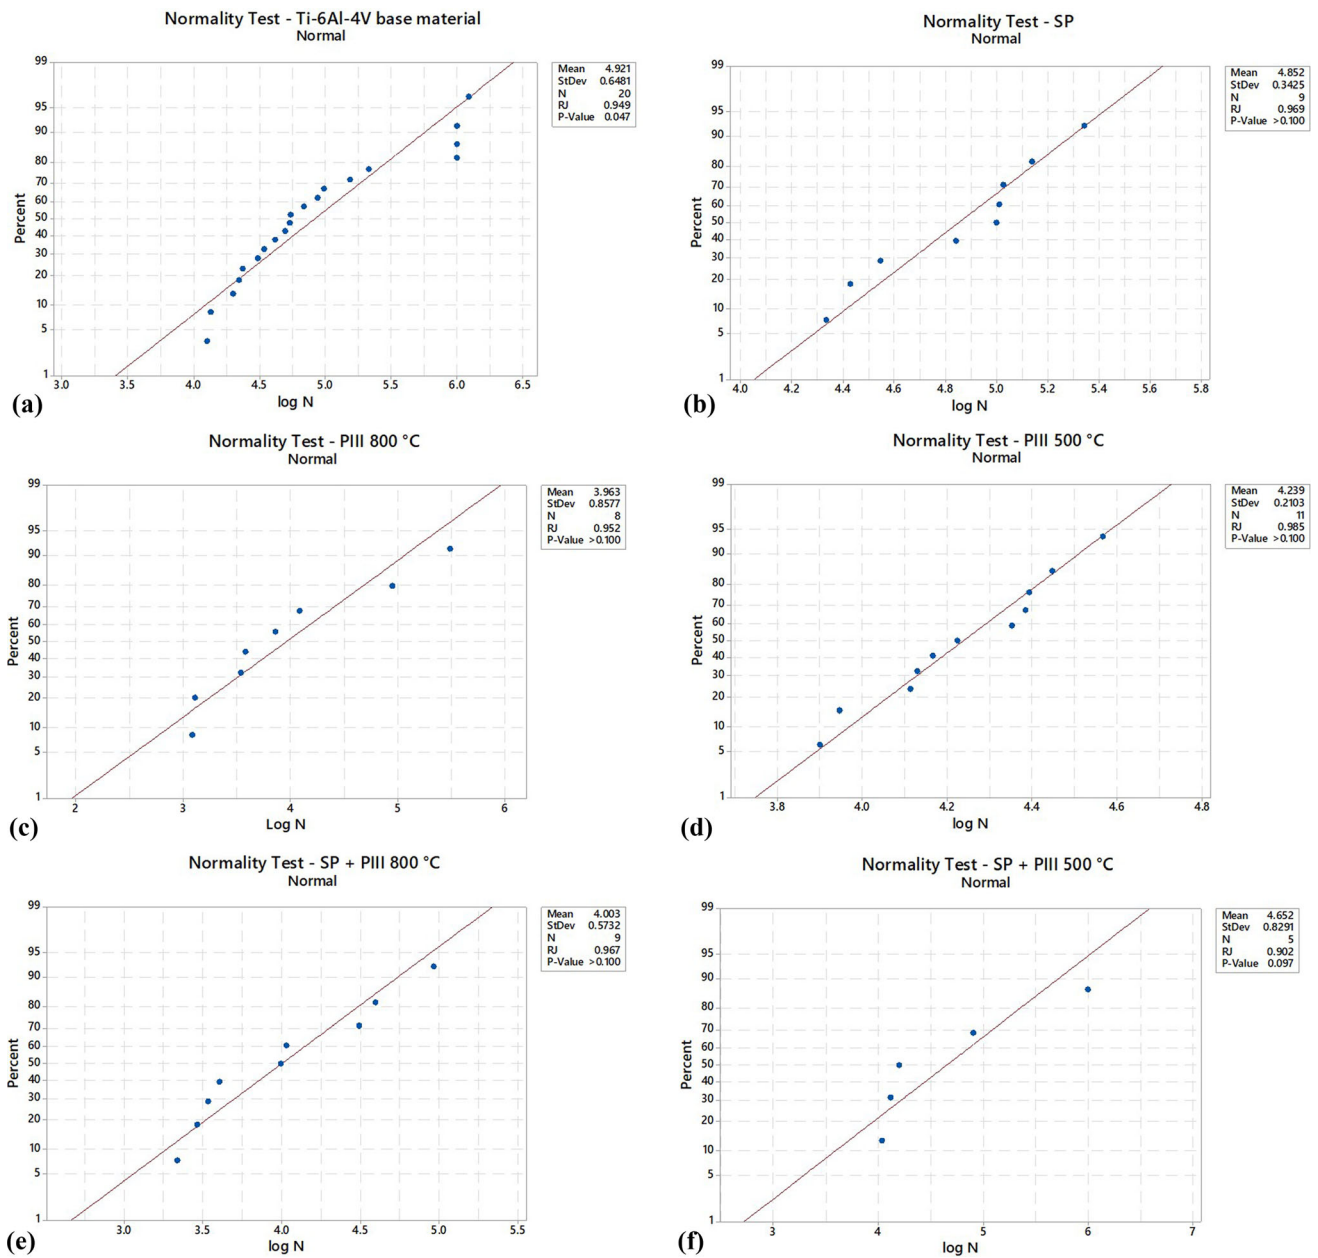 Normality Test - Ti-6Al-4V base material
Normal
99
95
90
80
70
60
50
40
30
20
10
5
1
Percent
3.0 3.5 4.0 4.5 5.0 5.5 6.0 6.5
log N
Mean 4.921
StDev 0.6481
N 20
RJ 0.949
P-Value 0.047
(a)
Normality Test - SP
Normal
99
95
90
80
70
60
50
40
30
20
10
5
1
Percent
4.0 4.2 4.4 4.6 4.8 5.0 5.2 5.4 5.6 5.8
log N
Mean 4.852
StDev 0.3425
N 9
RJ 0.969
P-Value >0.100
(b)
Normality Test - PIII 800 °C
Normal
99
95
90
80
70
60
50
40
30
20
10
5
1
Percent
2 3 4 5 6
Log N
Mean 3.963
StDev 0.8577
N 8
RJ 0.952
P-Value >0.100
(c)
Normality Test - PIII 500 °C
Normal
99
95
90
80
70
60
50
40
30
20
10
5
1
Percent
3.8 4.0 4.2 4.4 4.6 4.8
log N
Mean 4.239
StDev 0.2103
N 11
RJ 0.985
P-Value >0.100
(d)
Normality Test - SP + PIII 800 °C
Normal
99
95
90
80
70
60
50
40
30
20
10
5
1
Percent
3.0 3.5 4.0 4.5 5.0 5.5
log N
Mean 4.003
StDev 0.5732
N 9
RJ 0.967
P-Value >0.100
(e)
Normality Test - SP + PIII 500 °C
Normal
99
95
90
80
70
60
50
40
30
20
10
5
1
Percent
3 4 5 6 7
log N
Mean 4.652
StDev 0.8291
N 5
RJ 0.902
P-Value 0.097
(f)